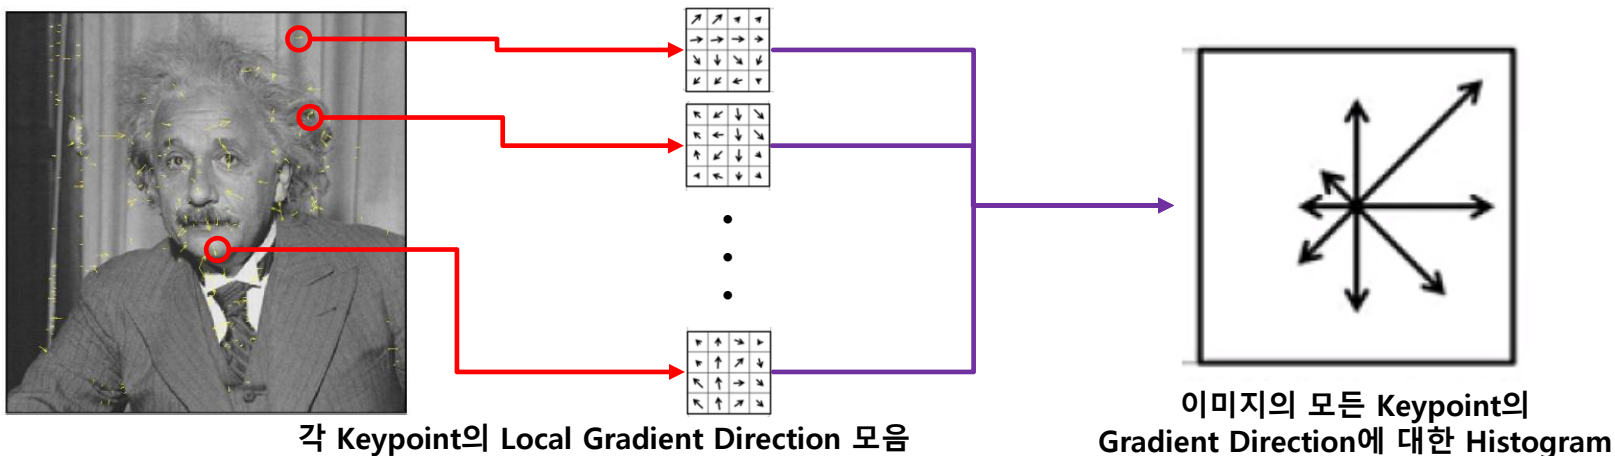 각 Keypoint의 Local Gradient Direction 모음
이미지의 모든 Keypoint의
Gradient Direction에 대한 Histogram